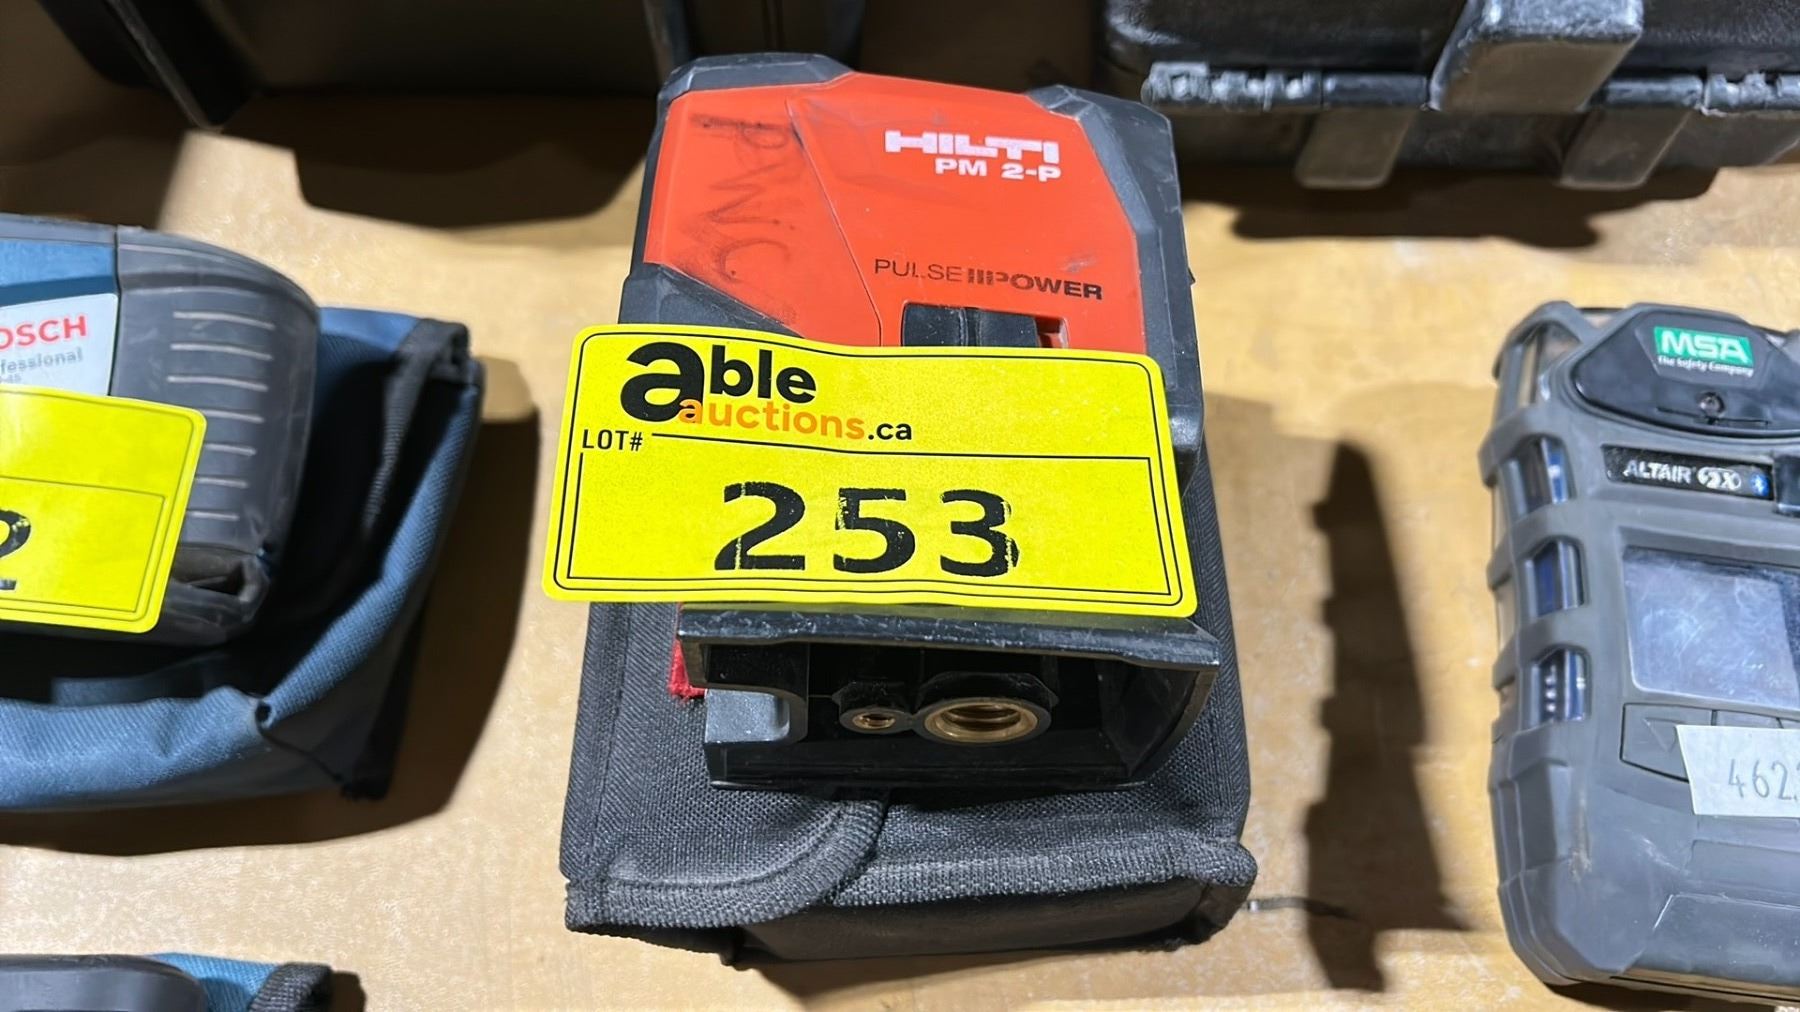 HILTI
PM 2-P
PWC
PULSE POWER
able
auctions.ca
LOT#
253
OSCH
fessional
2
MSA
The Safety Company
ALTAIR 2X
462